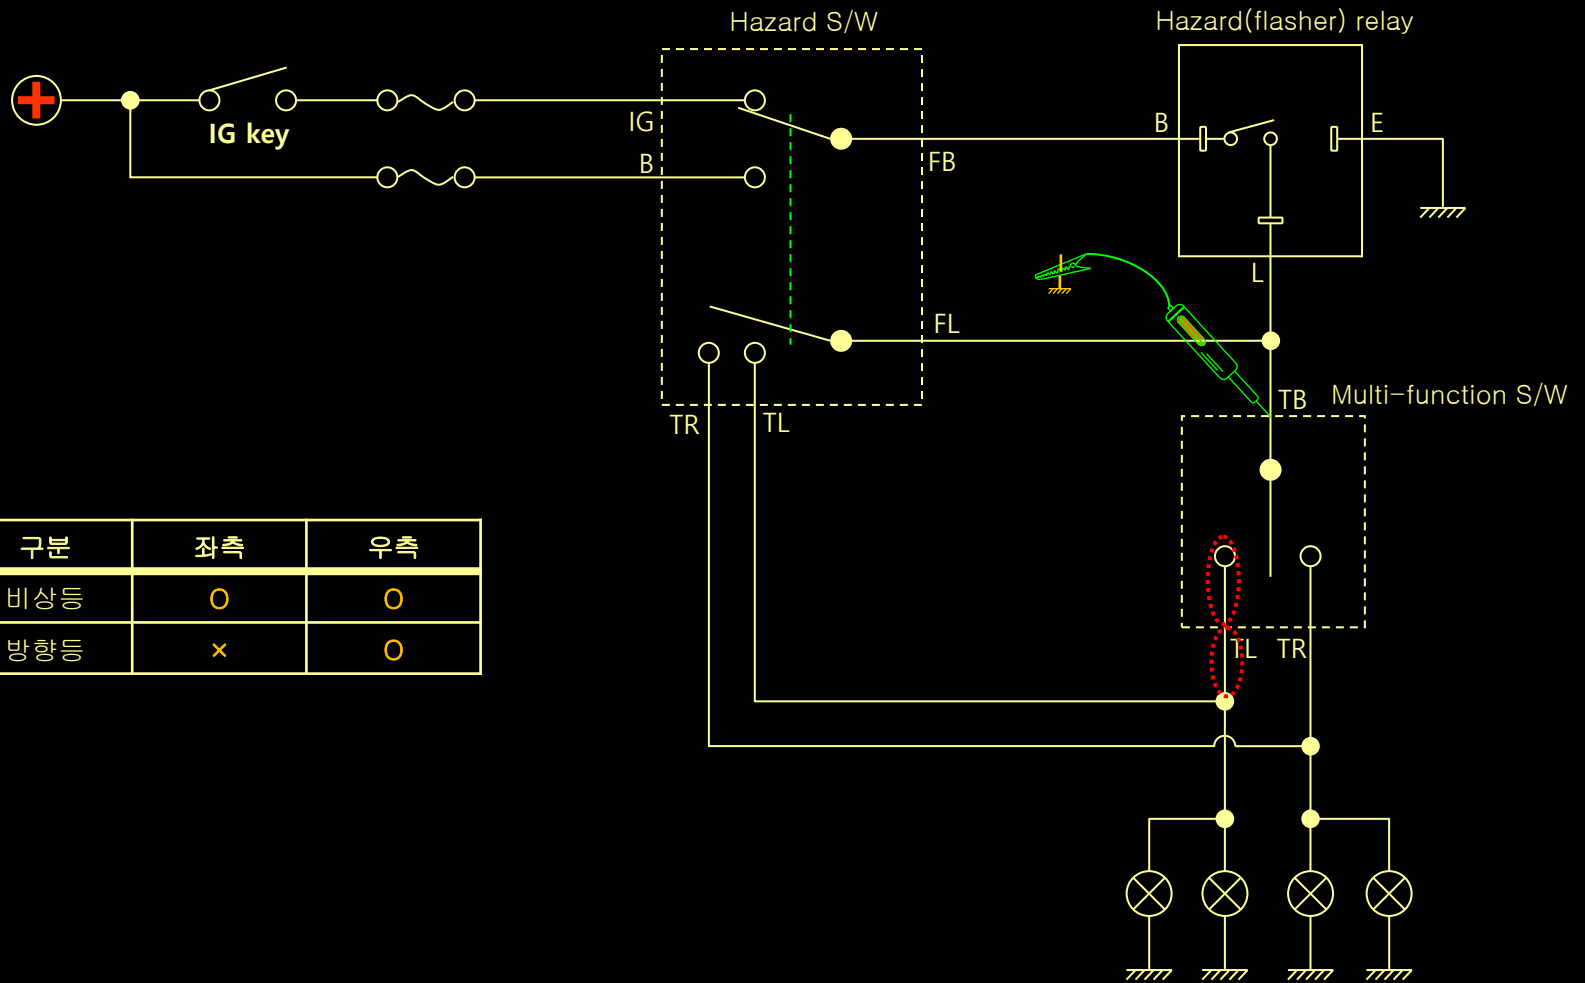 Hazard S/W
Hazard(flasher) relay
IG key
IG
B
FB
B
E
L
FL
TB
Multi-function S/W
TR
TL
TL
TR
구분 좌측 우측
비상등 O O
방향등 × O